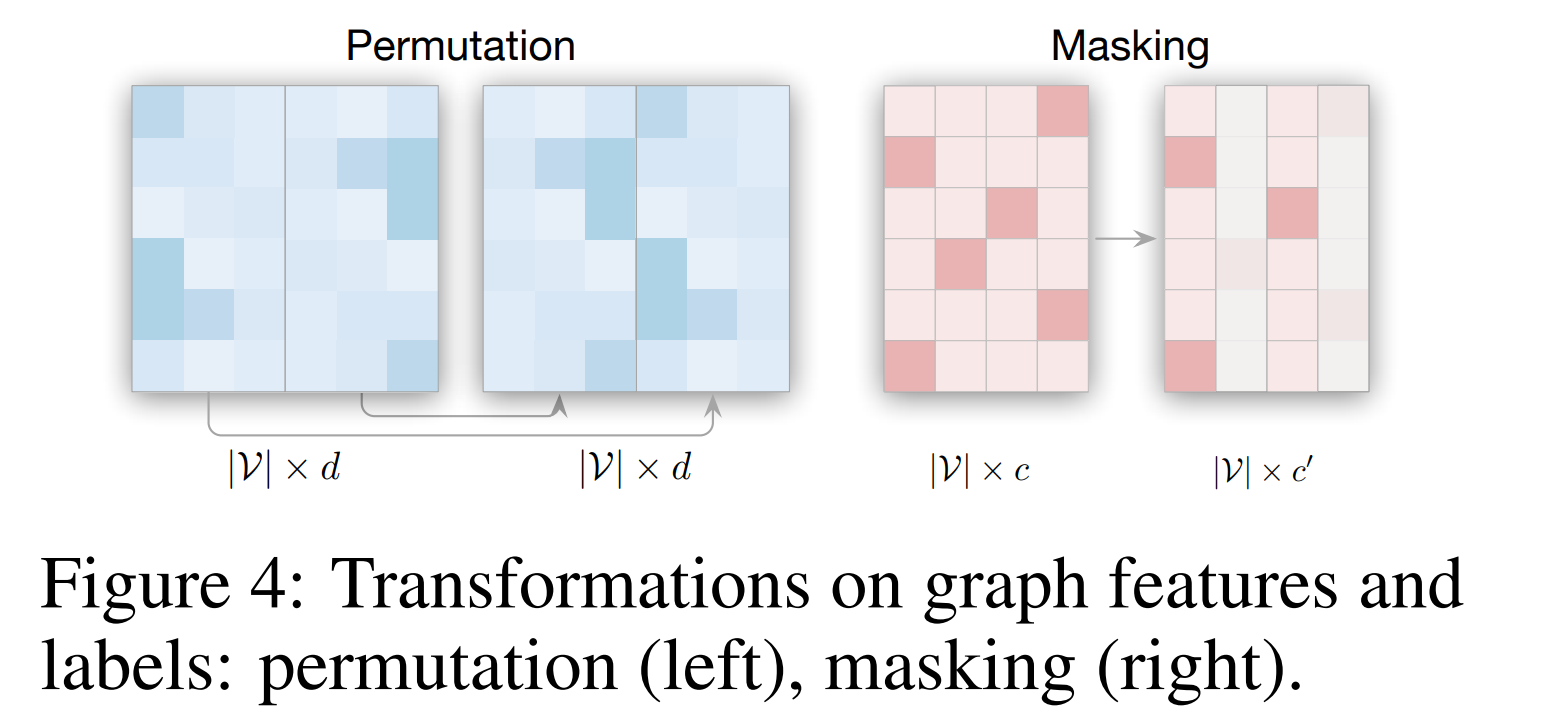 Permutation
Masking
|𝒱| × d
|𝒱| × d
|𝒱| × c
|𝒱| × c′
Figure 4: Transformations on graph features and
labels: permutation (left), masking (right).